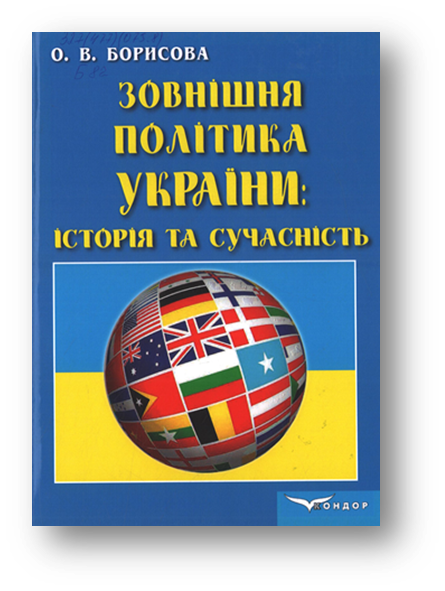 О. В. БОРИСОВА
ЗОВНІШНЯ
ПОЛІТИКА
УКРАЇНИ:
ІСТОРІЯ ТА СУЧАСНІСТЬ
КОНДОР